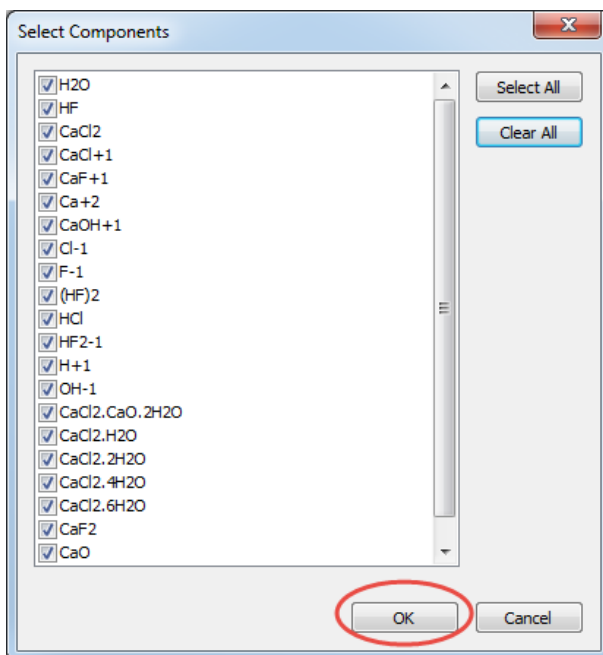 Select Components
H2O
HF
CaCl2
CaCl+1
CaF+1
Ca+2
CaOH+1
Cl-1
F-1
(HF)2
HCl
HF2-1
H+1
OH-1
CaCl2.CaO.2H2O
CaCl2.H2O
CaCl2.2H2O
CaCl2.4H2O
CaCl2.6H2O
CaF2
CaO
Select All
Clear All
OK
Cancel